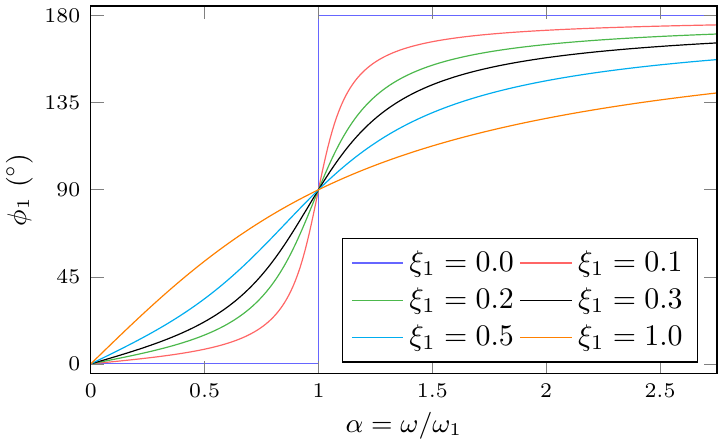 180
135
90
45
0
ϕ₁ (°)
ξ₁ = 0.0 ξ₁ = 0.1
ξ₁ = 0.2 ξ₁ = 0.3
ξ₁ = 0.5 ξ₁ = 1.0
0 0.5 1 1.5 2 2.5
α = ω/ω₁